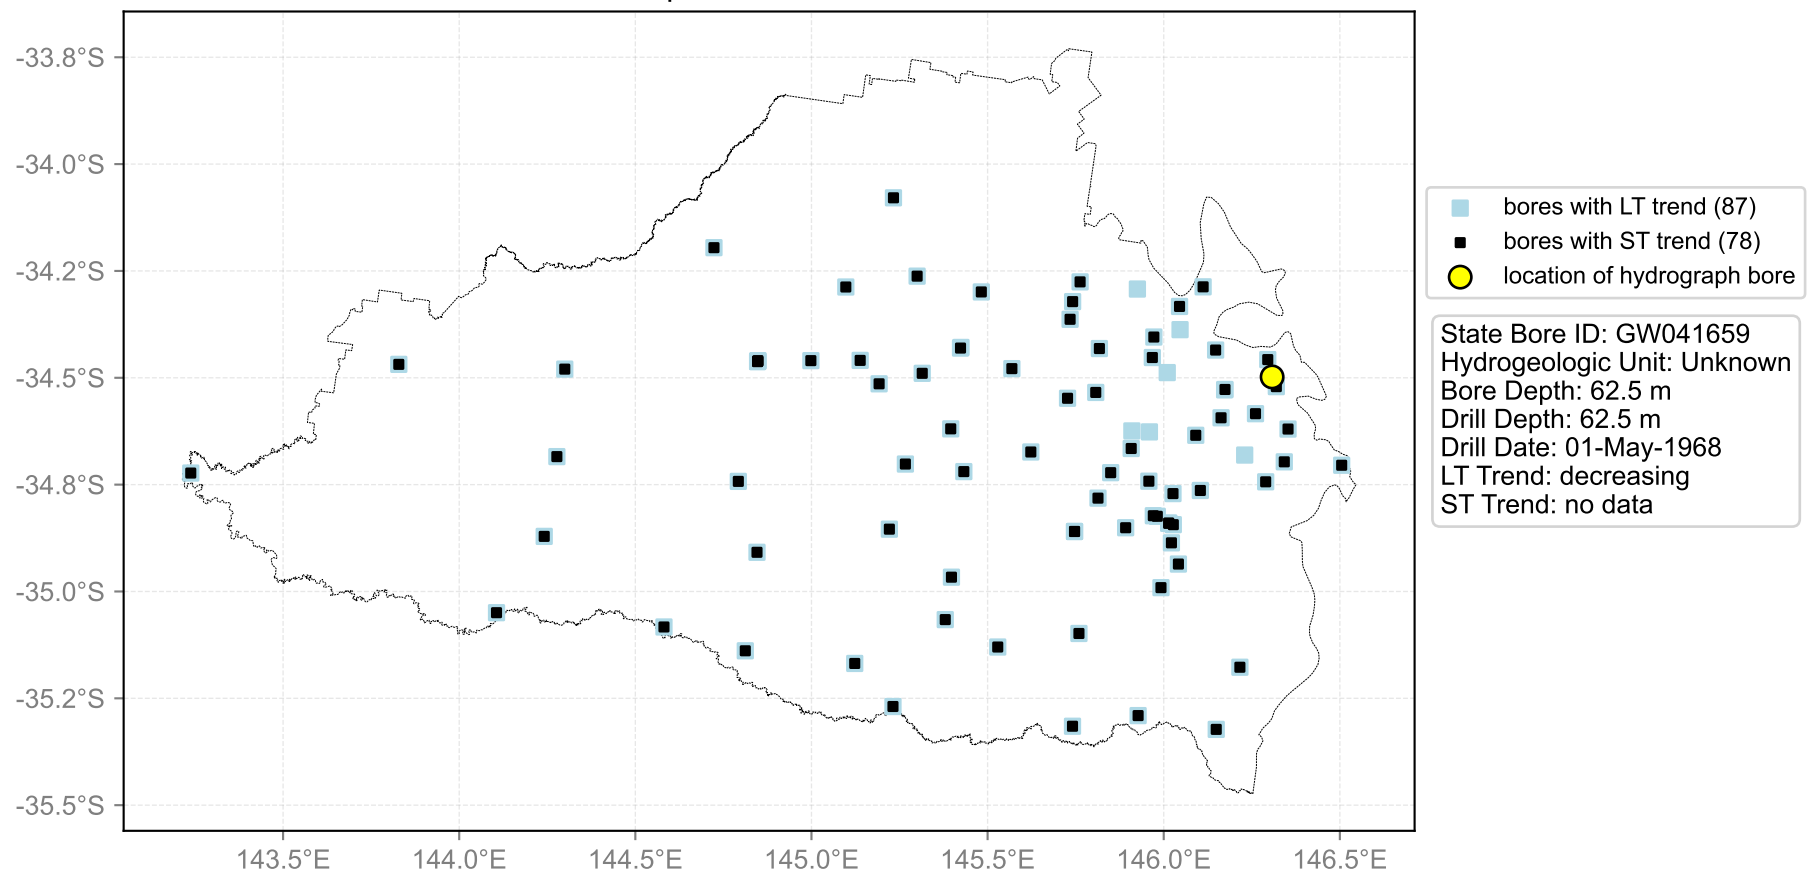 -33.8°S
-34.0°S
-34.2°S
-34.5°S
-34.8°S
-35.0°S
-35.2°S
-35.5°S
143.5°E
144.0°E
144.5°E
145.0°E
145.5°E
146.0°E
146.5°E
bores with LT trend (87)
bores with ST trend (78)
location of hydrograph bore
State Bore ID: GW041659
Hydrogeologic Unit: Unknown
Bore Depth: 62.5 m
Drill Depth: 62.5 m
Drill Date: 01-May-1968
LT Trend: decreasing
ST Trend: no data